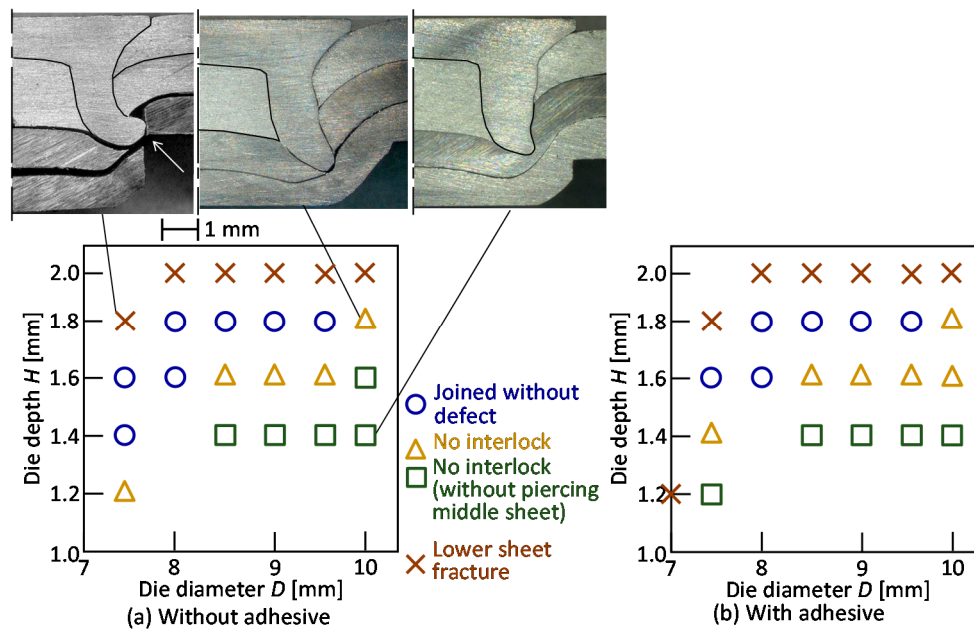 1 mm
2.0
1.8
1.6
1.4
1.2
1.0
Die depth H [mm]
7
8
9
10
Die diameter D [mm]
(a) Without adhesive
Joined without
defect
No interlock
No interlock
(without piercing
middle sheet)
Lower sheet
fracture
2.0
1.8
1.6
1.4
1.2
1.0
Die depth H [mm]
7
8
9
10
Die diameter D [mm]
(b) With adhesive